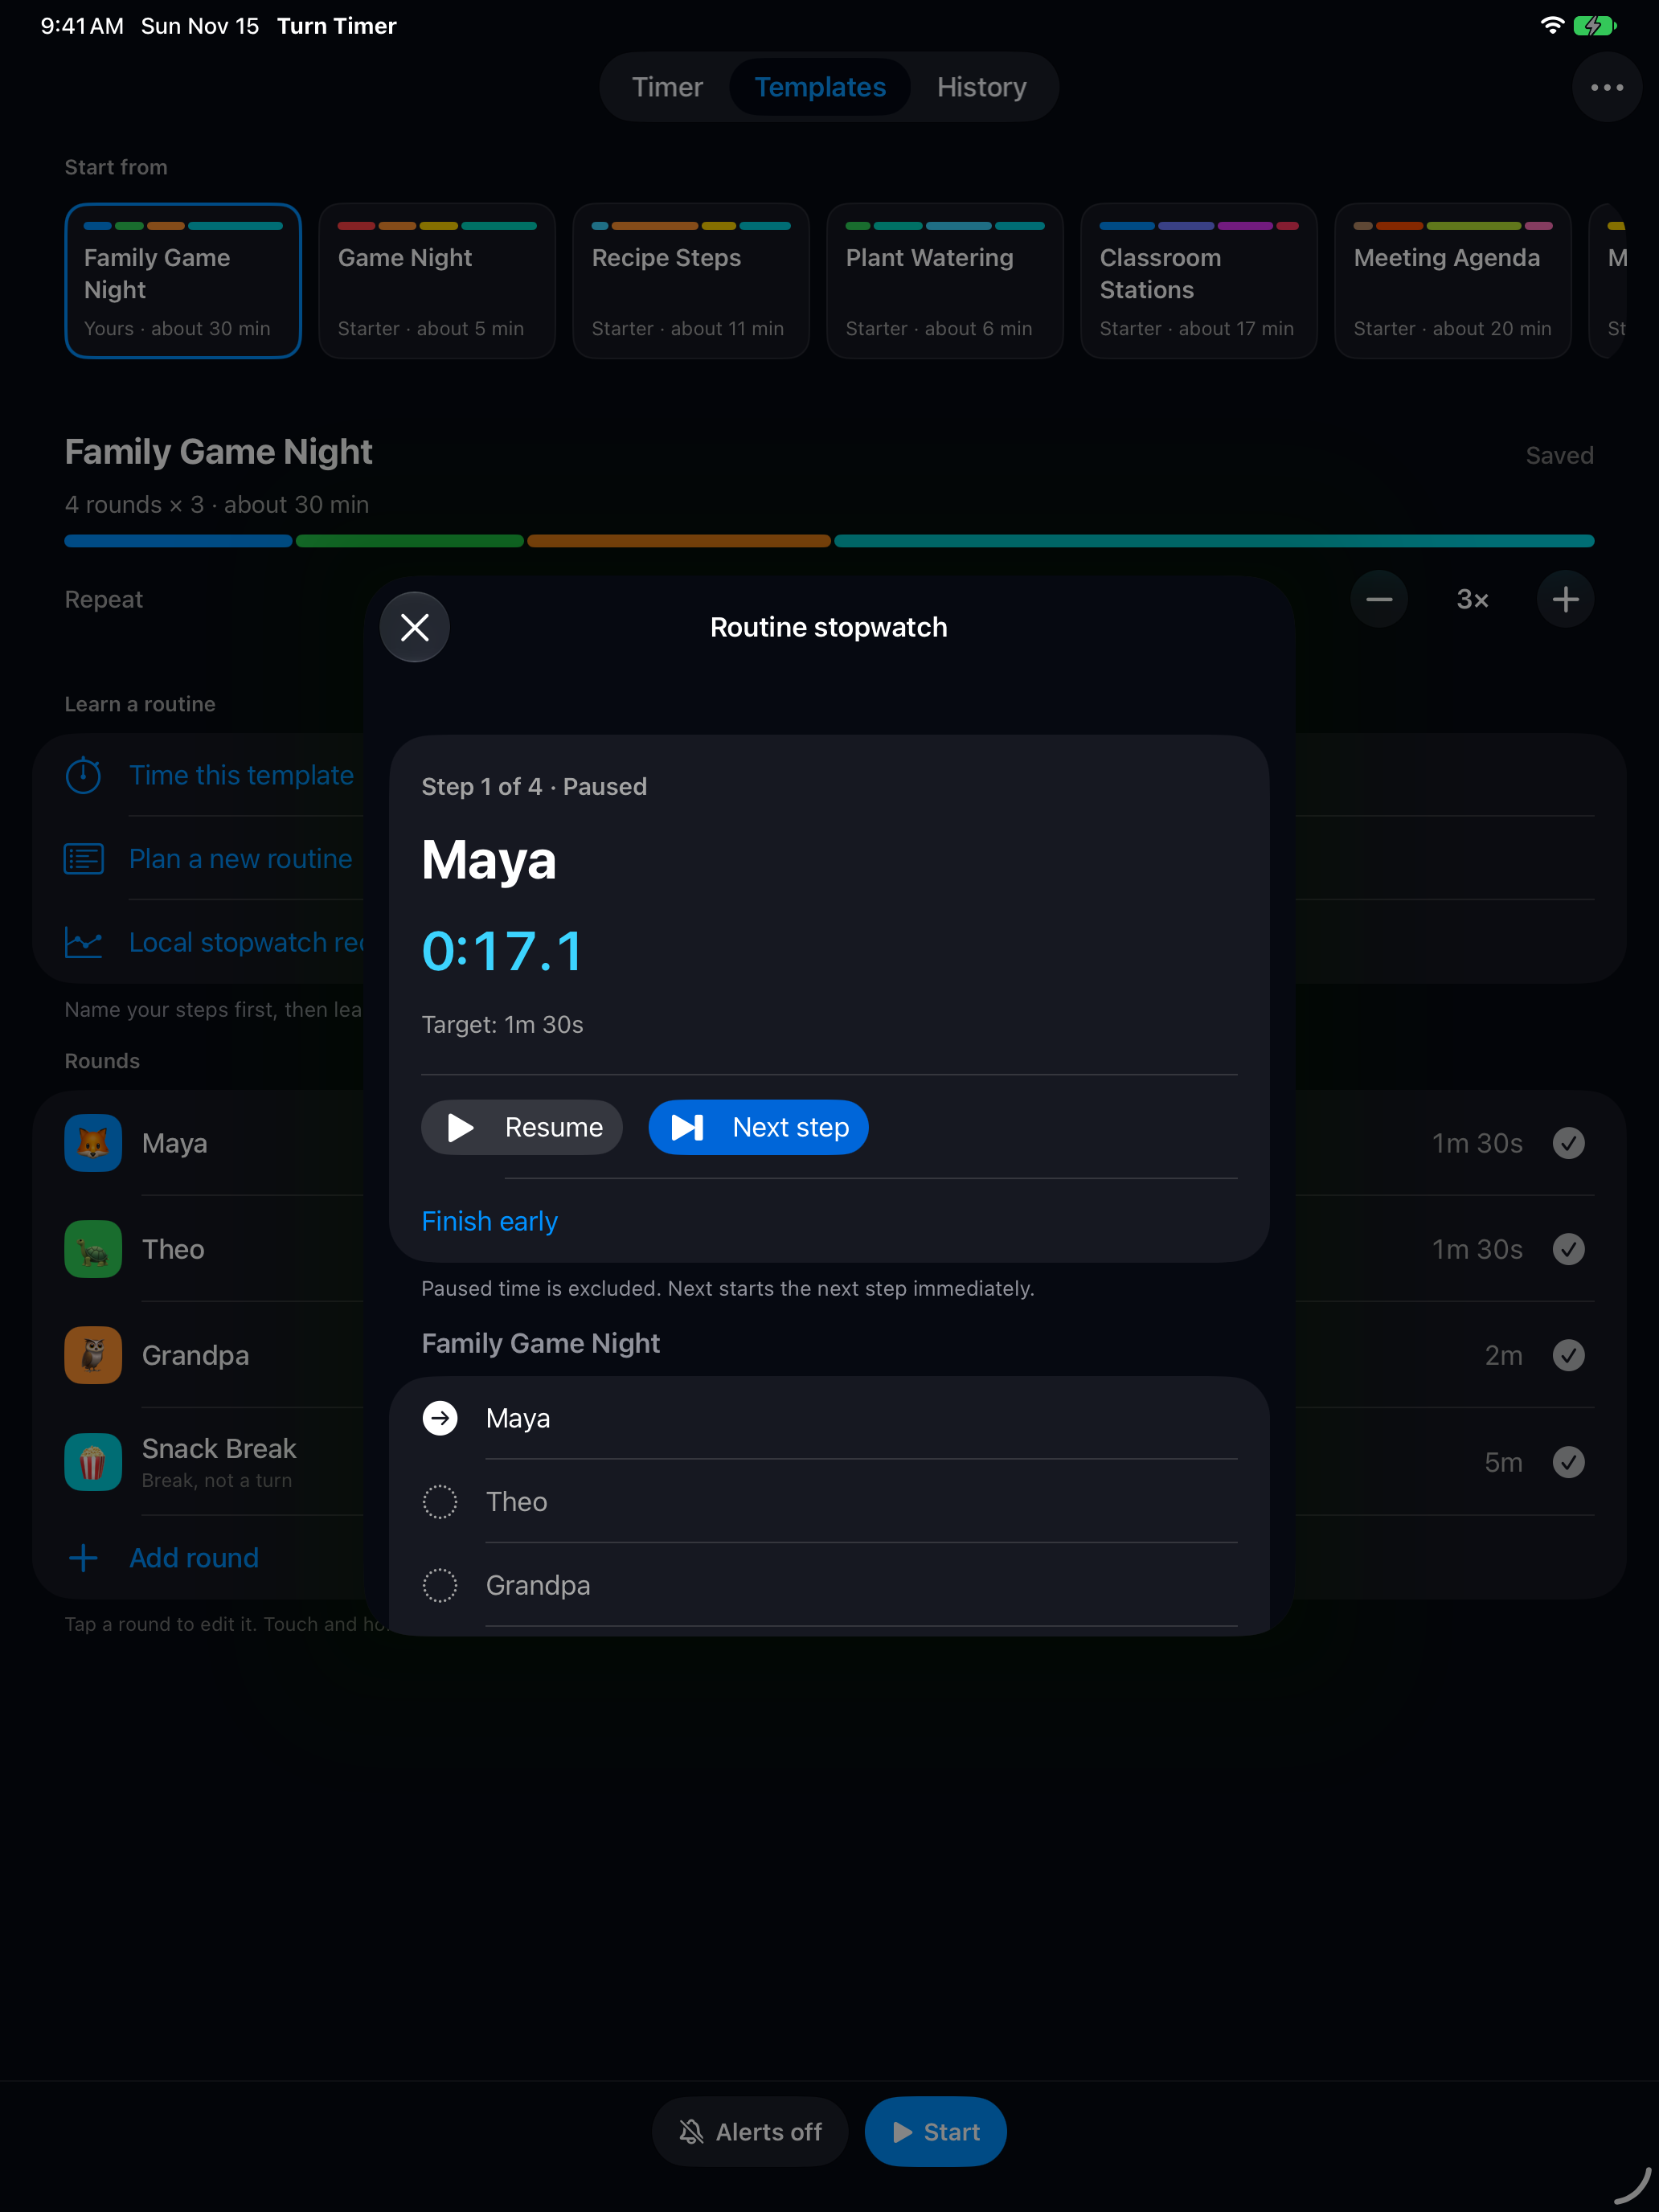 9:41 AM Sun Nov 15 Turn Timer
Timer Templates History
Start from
Family Game Night
Yours · about 30 min
Game Night
Starter · about 5 min
Recipe Steps
Starter · about 11 min
Plant Watering
Starter · about 6 min
Classroom Stations
Starter · about 17 min
Meeting Agenda
Starter · about 20 min
M
St
Family Game Night
Saved
4 rounds × 3 · about 30 min
Repeat
3×
Learn a routine
Time this template
Plan a new routine
Local stopwatch rec
Name your steps first, then lea
Rounds
Maya 1m 30s
Theo 1m 30s
Grandpa 2m
Snack Break 5m
Break, not a turn
Add round
Tap a round to edit it. Touch and ho
Routine stopwatch
Step 1 of 4 · Paused
Maya
0:17.1
Target: 1m 30s
Resume
Next step
Finish early
Paused time is excluded. Next starts the next step immediately.
Family Game Night
Maya
Theo
Grandpa
Alerts off
Start